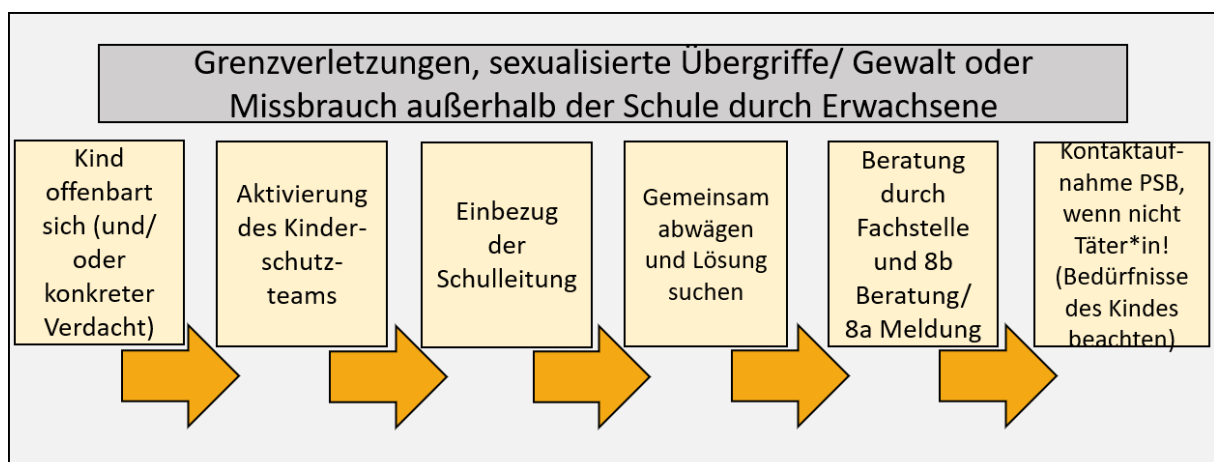 Grenzverletzungen, sexualisierte Übergriffe/ Gewalt oder
Missbrauch außerhalb der Schule durch Erwachsene
Kind
offenbart
sich (und/
oder
konkreter
Verdacht)
Aktivierung
des Kinder-
schutz-
teams
Einbezug
der
Schulleitung
Gemeinsam
abwägen
und Lösung
suchen
Beratung
durch
Fachstelle
und 8b
Beratung/
8a Meldung
Kontaktauf-
nahme PSB,
wenn nicht
Täter*in!
(Bedürfnisse
des Kindes
beachten)